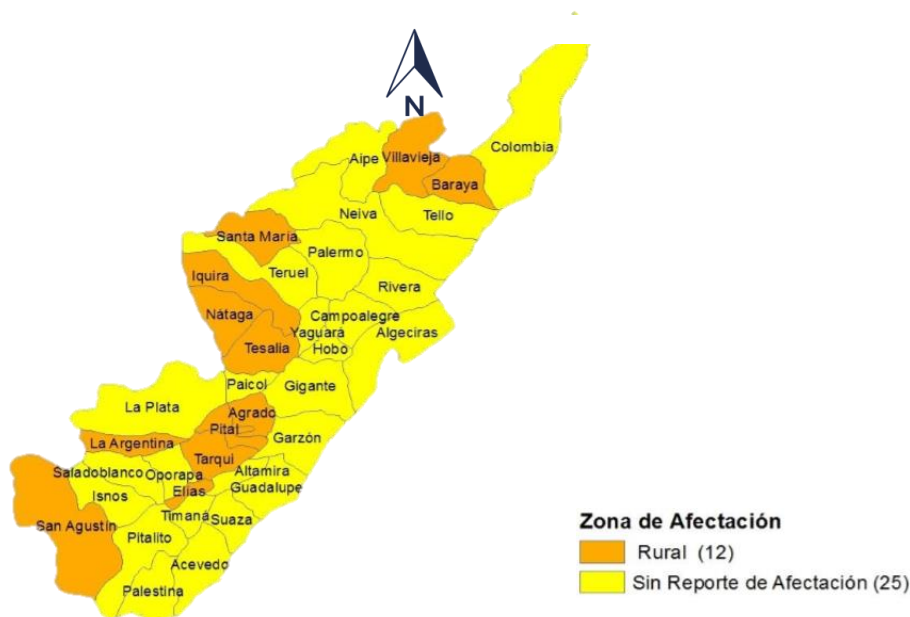 N
Colombia
Aipe
Villavieja
Baraya
Neiva
Tello
Santa María
Palermo
Teruel
Iquira
Rivera
Nátaga
Campoalegre
Yaguará
Algeciras
Tesalia
Hobo
Paicol
Gigante
La Plata
Agrado
Pital
Garzón
La Argentina
Tarqui
Saladoblanco
Oporapa
Altamira
Elías
Guadalupe
Isnos
Timaná
Suaza
San Agustín
Pitalito
Acevedo
Palestina
Zona de Afectación
Rural (12)
Sin Reporte de Afectación (25)